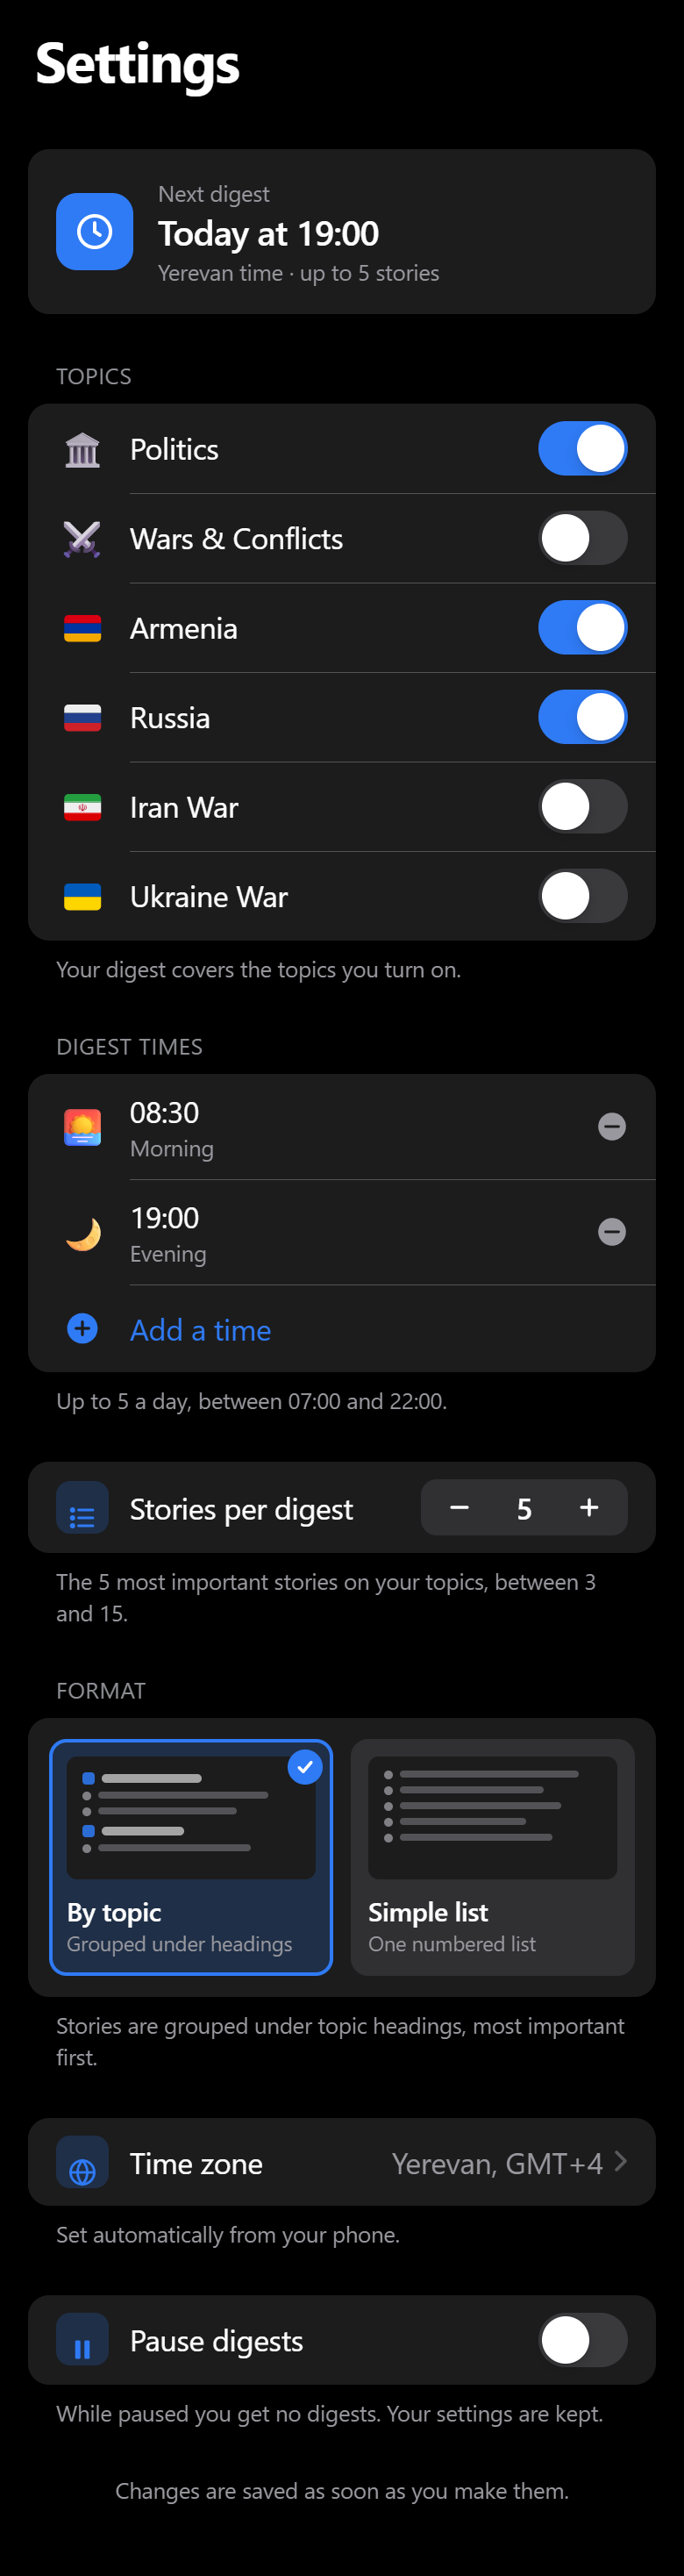 Settings
Next digest
Today at 19:00
Yerevan time · up to 5 stories
TOPICS
Politics
Wars & Conflicts
Armenia
Russia
Iran War
Ukraine War
Your digest covers the topics you turn on.
DIGEST TIMES
08:30
Morning
19:00
Evening
Add a time
Up to 5 a day, between 07:00 and 22:00.
Stories per digest
5
The 5 most important stories on your topics, between 3
and 15.
FORMAT
By topic
Grouped under headings
Simple list
One numbered list
Stories are grouped under topic headings, most important
first.
Time zone
Yerevan, GMT+4
Set automatically from your phone.
Pause digests
While paused you get no digests. Your settings are kept.
Changes are saved as soon as you make them.